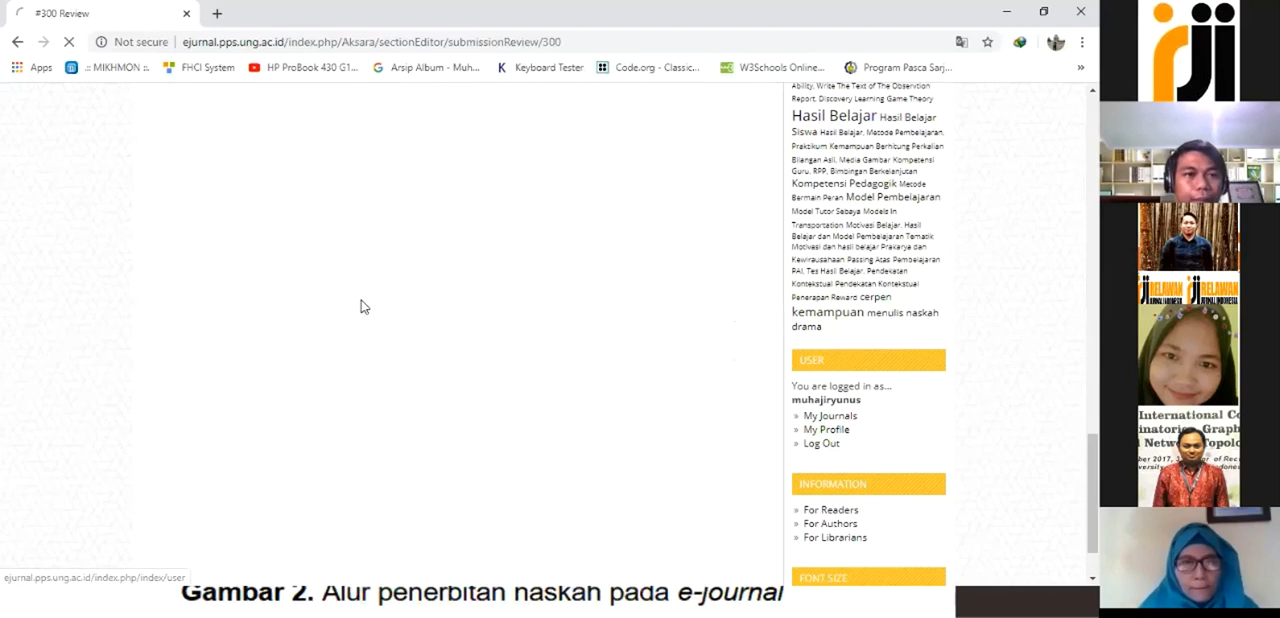 #300 Review
Not secure
ejurnal.pps.ung.ac.id/index.php/Aksara/sectionEditor/submissionReview/300
Apps
.:: MIKHMON :..
FHCI System
HP ProBook 430 G1...
Arsip Album - Muh...
Keyboard Tester
Code.org - Classic...
W3Schools Online...
Program Pasca Sarj...
»
Ability, Write The Text of The Observtion
Report, Discovery Learning Game Theory
Hasil Belajar Hasil Belajar
Siswa Hasil Belajar, Metode Pembelajaran.
Praktikum Kemampuan Berhitung Perkalian
Bilangan Asli, Media Gambar Kompetensi
Guru, RPP, Bimbingan Berkelanjutan
Kompetensi Pedagogik Metode
Bermain Peran Model Pembelajaran
Model Tutor Sebaya Models In
Transportation Motivasi Belajar, Hasil
Belajar dan Model Pembelajaran Tematik
Motivasi dan hasil belajar Prakarya dan
Kewirausahaan Passing Atas Pembelajaran
PAI, Tes Hasil Belajar, Pendekatan
Kontekstual Pendekatan Kontekstual
Penerapan Reward cerpen
kemampuan menulis naskah
drama
USER
You are logged in as...
muhajiryunus
» My Journals
» My Profile
» Log Out
INFORMATION
» For Readers
» For Authors
» For Librarians
FONT SIZE
ejurnal.pps.ung.ac.id/index.php/index/user
Gambar 2. Alur penerbitan naskah pada e-journal
RELAWAN
RELAWAN
International Co
inatorics, Graph
Network Topolo